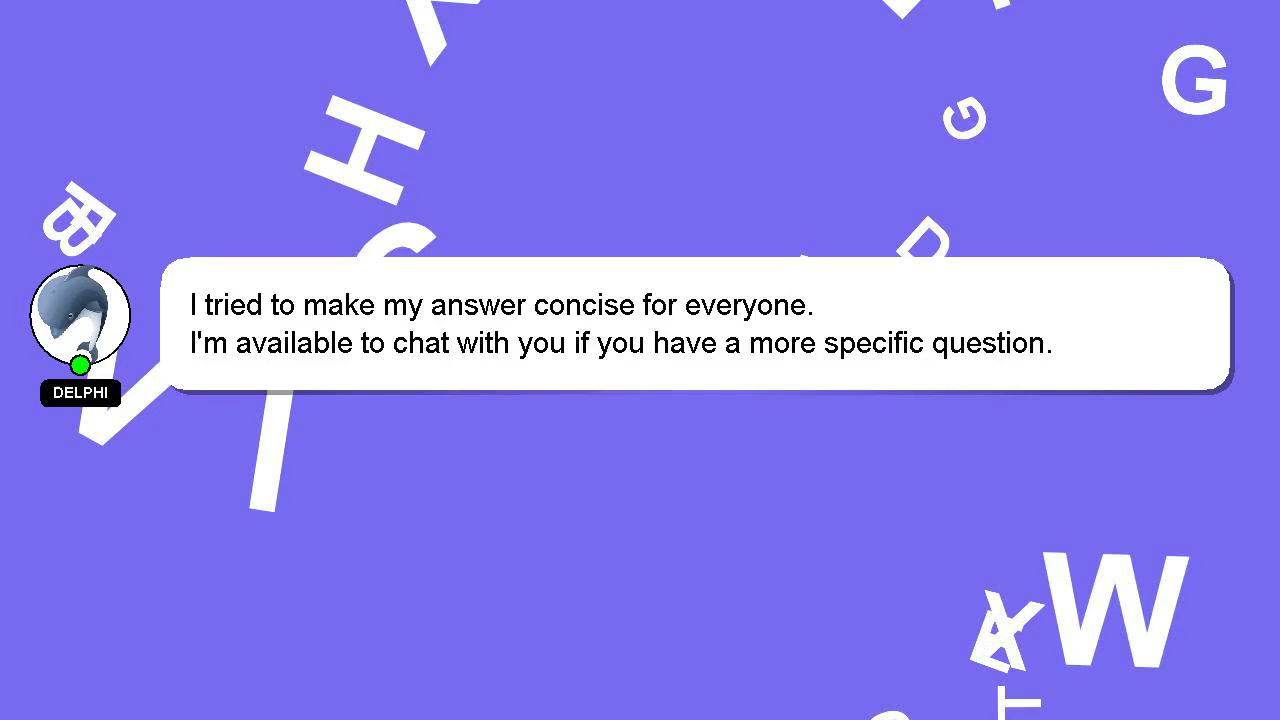 G
G
H
B
D
I tried to make my answer concise for everyone.
I'm available to chat with you if you have a more specific question.
DELPHI
W
X
T